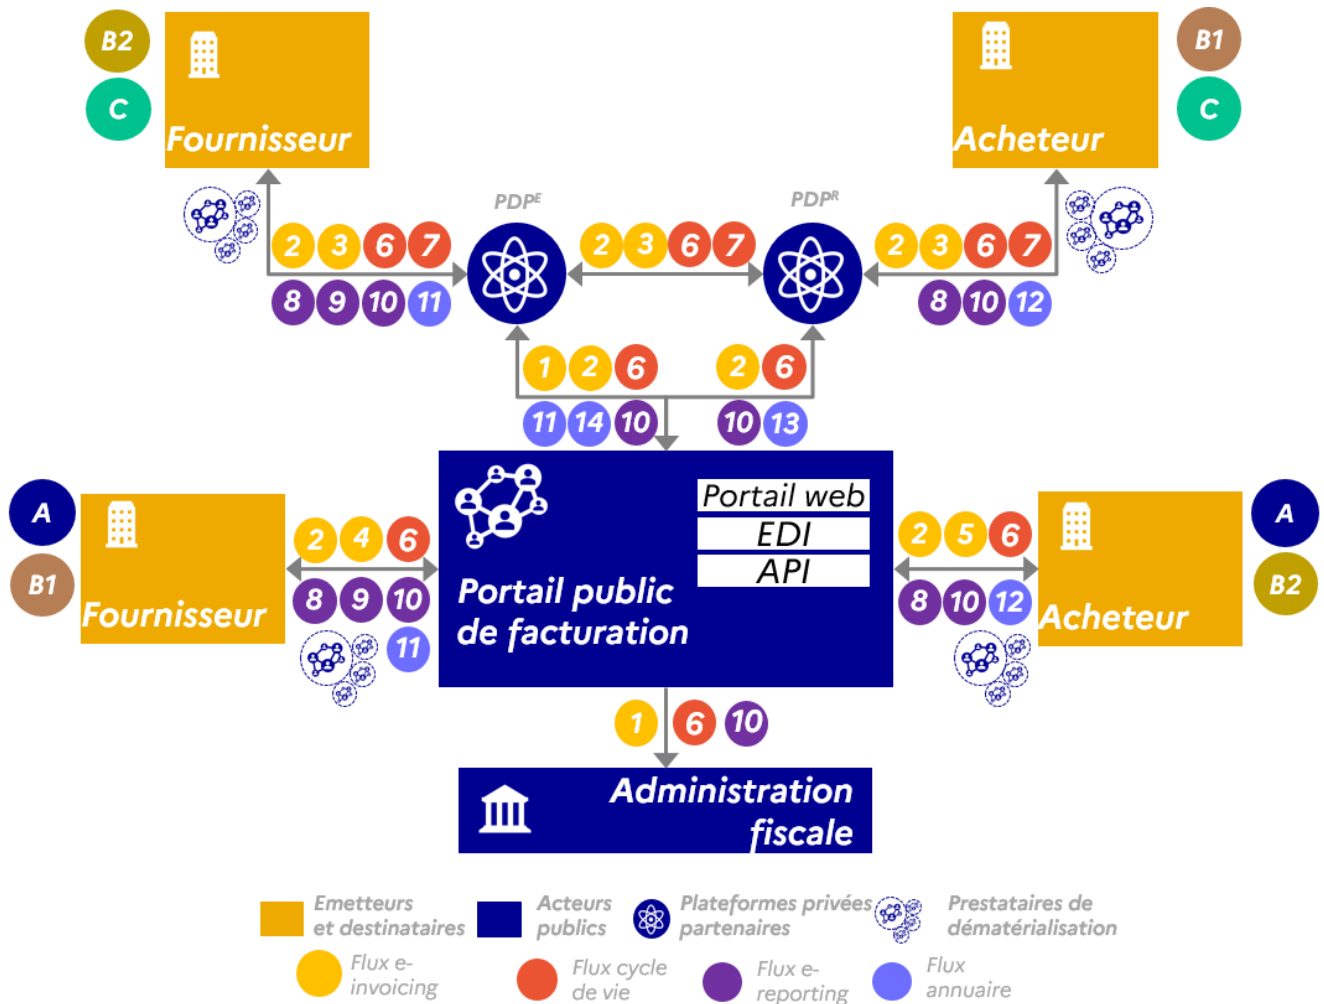 B2
C
Fournisseur
B1
C
Acheteur
PDPᴱ
PDPᴿ
2 3 6 7
8 9 10 11
2 3 6 7
2 3 6 7
8 10 12
1 2 6
11 14 10
2 6
10 13
A
B1
Fournisseur
2 4 6
8 9 10
11
Portail public
de facturation
Portail web
EDI
API
2 5 6
8 10 12
Acheteur
A
B2
1 6 10
Administration
fiscale
Emetteurs
et destinataires
Acteurs
publics
Plateformes privées
partenaires
Prestataires de
dématérialisation
Flux e-
invoicing
Flux cycle
de vie
Flux e-
reporting
Flux
annuaire